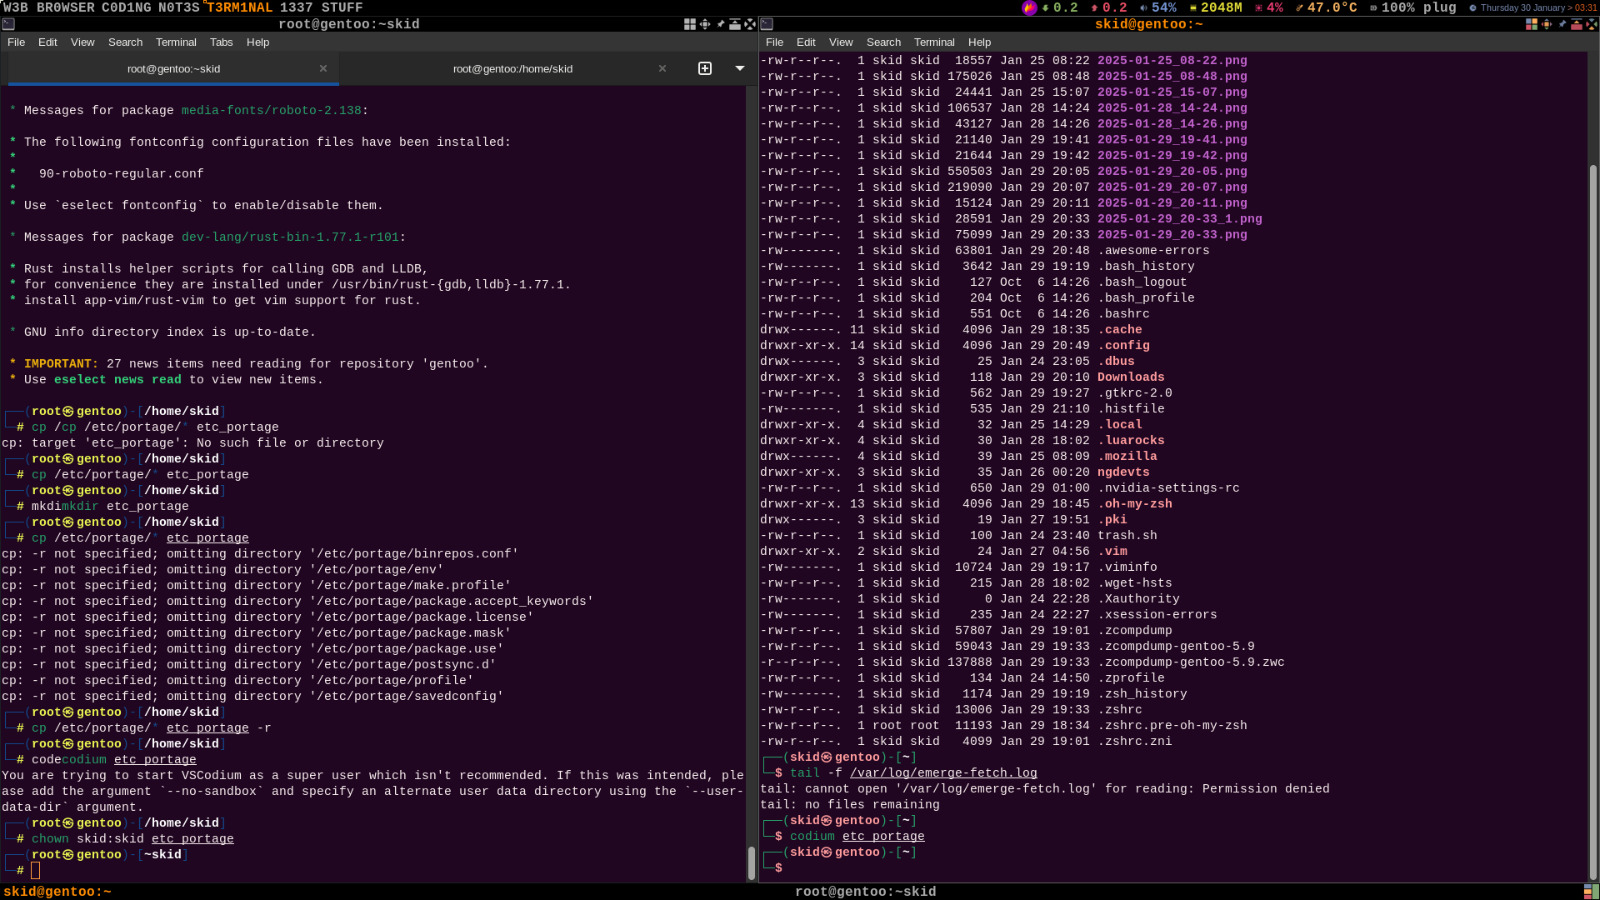 W3B BR0WSER C0D1NG N0T3S T3RM1NAL 1337 STUFF 0.2 0.2 54% 2048M 4% 47.0°C 100% plug Thursday 30 January > 03:31
root@gentoo:~skid
File Edit View Search Terminal Tabs Help
root@gentoo:~skid × root@gentoo:/home/skid ×
* Messages for package media-fonts/roboto-2.138:
* The following fontconfig configuration files have been installed:
*
* 90-roboto-regular.conf
*
* Use `eselect fontconfig` to enable/disable them.
* Messages for package dev-lang/rust-bin-1.77.1-r101:
* Rust installs helper scripts for calling GDB and LLDB,
* for convenience they are installed under /usr/bin/rust-{gdb,lldb}-1.77.1.
* install app-vim/rust-vim to get vim support for rust.
* GNU info directory index is up-to-date.
* IMPORTANT: 27 news items need reading for repository 'gentoo'.
* Use eselect news read to view new items.
┌──(root㉿gentoo)-[/home/skid]
└─# cp /cp /etc/portage/* etc_portage
cp: target 'etc_portage': No such file or directory
┌──(root㉿gentoo)-[/home/skid]
└─# cp /etc/portage/* etc_portage
┌──(root㉿gentoo)-[/home/skid]
└─# mkdimkdir etc_portage
┌──(root㉿gentoo)-[/home/skid]
└─# cp /etc/portage/* etc_portage
cp: -r not specified; omitting directory '/etc/portage/binrepos.conf'
cp: -r not specified; omitting directory '/etc/portage/env'
cp: -r not specified; omitting directory '/etc/portage/make.profile'
cp: -r not specified; omitting directory '/etc/portage/package.accept_keywords'
cp: -r not specified; omitting directory '/etc/portage/package.license'
cp: -r not specified; omitting directory '/etc/portage/package.mask'
cp: -r not specified; omitting directory '/etc/portage/package.use'
cp: -r not specified; omitting directory '/etc/portage/postsync.d'
cp: -r not specified; omitting directory '/etc/portage/profile'
cp: -r not specified; omitting directory '/etc/portage/savedconfig'
┌──(root㉿gentoo)-[/home/skid]
└─# cp /etc/portage/* etc_portage -r
┌──(root㉿gentoo)-[/home/skid]
└─# codecodium etc_portage
You are trying to start VSCodium as a super user which isn't recommended. If this was intended, ple
ase add the argument `--no-sandbox` and specify an alternate user data directory using the `--user-
data-dir` argument.
┌──(root㉿gentoo)-[/home/skid]
└─# chown skid:skid etc_portage
┌──(root㉿gentoo)-[~skid]
└─#
skid@gentoo:~
File Edit View Search Terminal Help
-rw-r--r--. 1 skid skid 18557 Jan 25 08:22 2025-01-25_08-22.png
-rw-r--r--. 1 skid skid 175026 Jan 25 08:48 2025-01-25_08-48.png
-rw-r--r--. 1 skid skid 24441 Jan 25 15:07 2025-01-25_15-07.png
-rw-r--r--. 1 skid skid 106537 Jan 28 14:24 2025-01-28_14-24.png
-rw-r--r--. 1 skid skid 43127 Jan 28 14:26 2025-01-28_14-26.png
-rw-r--r--. 1 skid skid 21140 Jan 29 19:41 2025-01-29_19-41.png
-rw-r--r--. 1 skid skid 21644 Jan 29 19:42 2025-01-29_19-42.png
-rw-r--r--. 1 skid skid 550503 Jan 29 20:05 2025-01-29_20-05.png
-rw-r--r--. 1 skid skid 219090 Jan 29 20:07 2025-01-29_20-07.png
-rw-r--r--. 1 skid skid 15124 Jan 29 20:11 2025-01-29_20-11.png
-rw-r--r--. 1 skid skid 28591 Jan 29 20:33 2025-01-29_20-33_1.png
-rw-r--r--. 1 skid skid 75099 Jan 29 20:33 2025-01-29_20-33.png
-rw-------. 1 skid skid 63801 Jan 29 20:48 .awesome-errors
-rw-------. 1 skid skid 3642 Jan 29 19:19 .bash_history
-rw-r--r--. 1 skid skid 127 Oct 6 14:26 .bash_logout
-rw-r--r--. 1 skid skid 204 Oct 6 14:26 .bash_profile
-rw-r--r--. 1 skid skid 551 Oct 6 14:26 .bashrc
drwx------. 11 skid skid 4096 Jan 29 18:35 .cache
drwxr-xr-x. 14 skid skid 4096 Jan 29 20:49 .config
drwx------. 3 skid skid 25 Jan 24 23:05 .dbus
drwxr-xr-x. 3 skid skid 118 Jan 29 20:10 Downloads
-rw-r--r--. 1 skid skid 562 Jan 29 19:27 .gtkrc-2.0
-rw-r--r--. 1 skid skid 535 Jan 29 21:10 .histfile
drwxr-xr-x. 4 skid skid 32 Jan 25 14:29 .local
drwxr-xr-x. 4 skid skid 30 Jan 28 18:02 .luarocks
drwx------. 4 skid skid 39 Jan 25 08:09 .mozilla
drwxr-xr-x. 3 skid skid 35 Jan 26 00:20 ngdevts
-rw-r--r--. 1 skid skid 650 Jan 29 01:00 .nvidia-settings-rc
drwxr-xr-x. 13 skid skid 4096 Jan 29 18:45 .oh-my-zsh
drwx------. 3 skid skid 19 Jan 27 19:51 .pki
-rw-r--r--. 1 skid skid 100 Jan 24 23:40 trash.sh
drwxr-xr-x. 2 skid skid 24 Jan 27 04:56 .vim
-rw-------. 1 skid skid 10724 Jan 29 19:17 .viminfo
-rw-r--r--. 1 skid skid 215 Jan 28 18:02 .wget-hsts
-rw-------. 1 skid skid 0 Jan 24 22:28 .Xauthority
-rw-------. 1 skid skid 235 Jan 24 22:27 .xsession-errors
-rw-r--r--. 1 skid skid 57807 Jan 29 19:01 .zcompdump
-rw-r--r--. 1 skid skid 59043 Jan 29 19:33 .zcompdump-gentoo-5.9
-r--r--r--. 1 skid skid 137888 Jan 29 19:33 .zcompdump-gentoo-5.9.zwc
-rw-r--r--. 1 skid skid 134 Jan 24 14:50 .zprofile
-rw-------. 1 skid skid 1174 Jan 29 19:19 .zsh_history
-rw-r--r--. 1 skid skid 13006 Jan 29 19:33 .zshrc
-rw-r--r--. 1 root root 11193 Jan 29 18:34 .zshrc.pre-oh-my-zsh
-rw-r--r--. 1 skid skid 4099 Jan 29 19:01 .zshrc.zni
┌──(skid㉿gentoo)-[~]
└─$ tail -f /var/log/emerge-fetch.log
tail: cannot open '/var/log/emerge-fetch.log' for reading: Permission denied
tail: no files remaining
┌──(skid㉿gentoo)-[~]
└─$ codium etc_portage
┌──(skid㉿gentoo)-[~]
└─$
skid@gentoo:~ root@gentoo:~skid